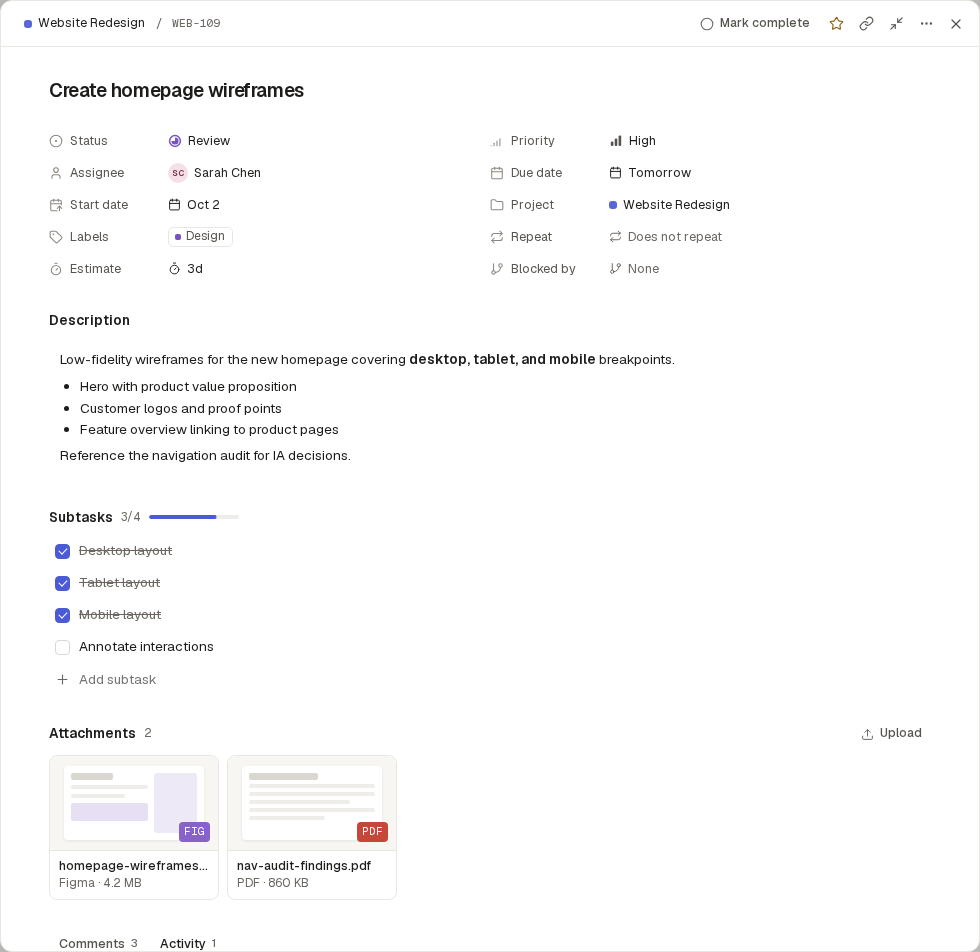 Website Redesign / WEB-109
Mark complete
Create homepage wireframes
Status Review
Priority High
Assignee SC Sarah Chen
Due date Tomorrow
Start date Oct 2
Project Website Redesign
Labels Design
Repeat Does not repeat
Estimate 3d
Blocked by None
Description
Low-fidelity wireframes for the new homepage covering desktop, tablet, and mobile breakpoints.
Hero with product value proposition
Customer logos and proof points
Feature overview linking to product pages
Reference the navigation audit for IA decisions.
Subtasks 3/4
Desktop layout
Tablet layout
Mobile layout
Annotate interactions
Add subtask
Attachments 2
Upload
FIG
homepage-wireframes...
Figma · 4.2 MB
PDF
nav-audit-findings.pdf
PDF · 860 KB
Comments 3 Activity 1